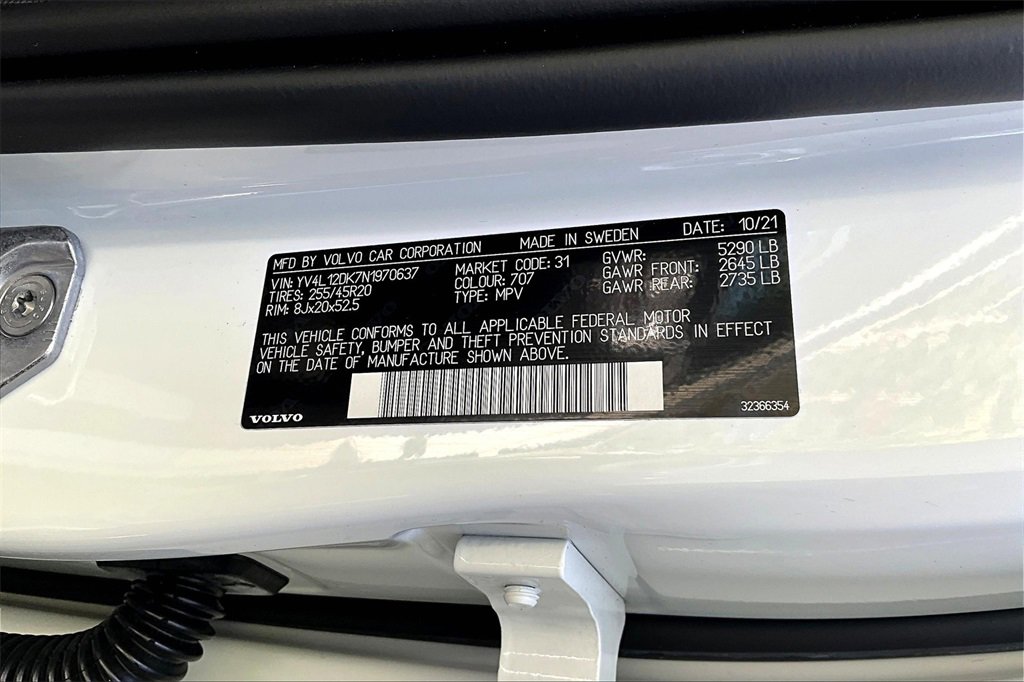 MFD BY VOLVO CAR CORPORATION MADE IN SWEDEN DATE: 10/21
VIN: YV4L12DK7N1970637 MARKET CODE: 31 GVWR: 5290 LB
TIRES: 255/45R20 COLOUR: 707 GAWR FRONT: 2645 LB
RIM: 8Jx20x52.5 TYPE: MPV GAWR REAR: 2735 LB
THIS VEHICLE CONFORMS TO ALL APPLICABLE FEDERAL MOTOR
VEHICLE SAFETY, BUMPER AND THEFT PREVENTION STANDARDS IN EFFECT
ON THE DATE OF MANUFACTURE SHOWN ABOVE.
VOLVO 32366354